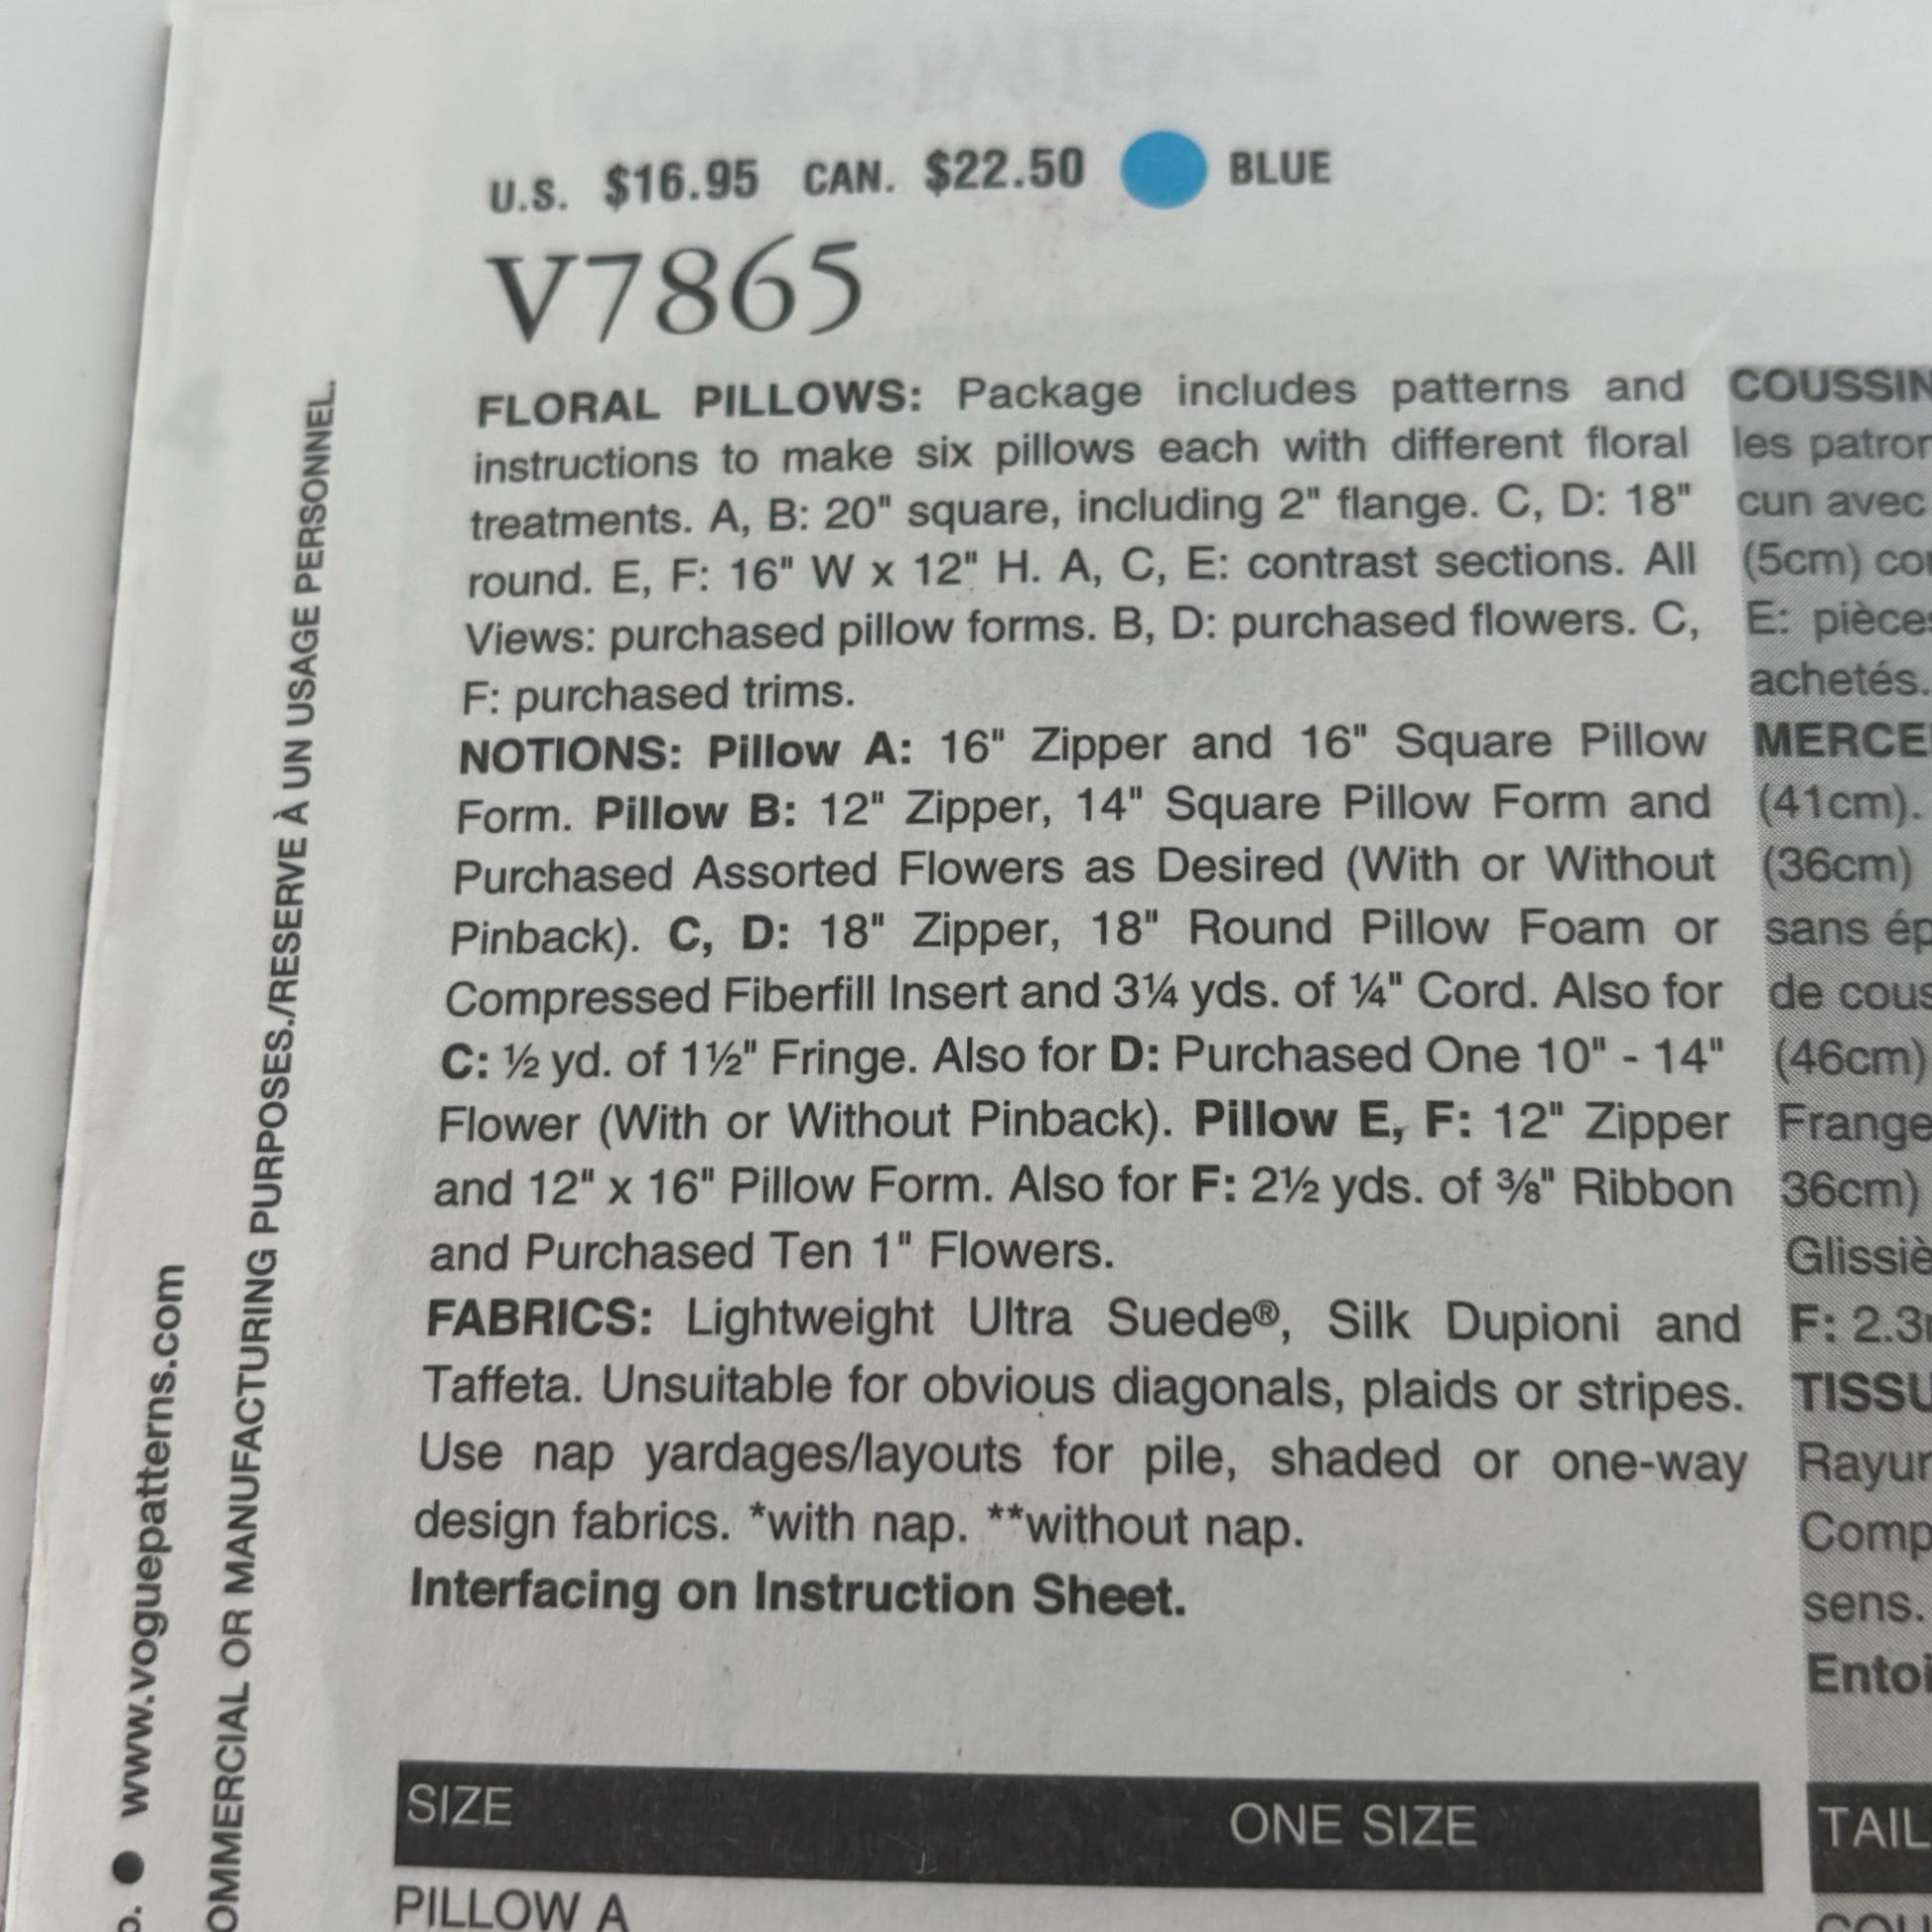 U.S. $16.95 CAN. $22.50 BLUE
V7865
FLORAL PILLOWS: Package includes patterns and
instructions to make six pillows each with different floral
treatments. A, B: 20" square, including 2" flange. C, D: 18"
round. E, F: 16" W x 12" H. A, C, E: contrast sections. All
Views: purchased pillow forms. B, D: purchased flowers. C,
F: purchased trims.
NOTIONS: Pillow A: 16" Zipper and 16" Square Pillow
Form. Pillow B: 12" Zipper, 14" Square Pillow Form and
Purchased Assorted Flowers as Desired (With or Without
Pinback). C, D: 18" Zipper, 18" Round Pillow Foam or
Compressed Fiberfill Insert and 3¼ yds. of ¼" Cord. Also for
C: ½ yd. of 1½" Fringe. Also for D: Purchased One 10" - 14"
Flower (With or Without Pinback). Pillow E, F: 12" Zipper
and 12" x 16" Pillow Form. Also for F: 2½ yds. of ⅜" Ribbon
and Purchased Ten 1" Flowers.
FABRICS: Lightweight Ultra Suede®, Silk Dupioni and
Taffeta. Unsuitable for obvious diagonals, plaids or stripes.
Use nap yardages/layouts for pile, shaded or one-way
design fabrics. *with nap. **without nap.
Interfacing on Instruction Sheet.
SIZE ONE SIZE
PILLOW A
COUSSIN
les patron
cun avec
(5cm) co
E: pièces
achetés.
MERCE
(41cm).
(36cm)
sans ép
de cous
(46cm)
Frange
36cm)
Glissiè
F: 2.3
TISSU
Rayur
Comp
sens.
Entoi
TAIL
www.voguepatterns.com
OMMERCIAL OR MANUFACTURING PURPOSES./RESERVE À UN USAGE PERSONNEL.